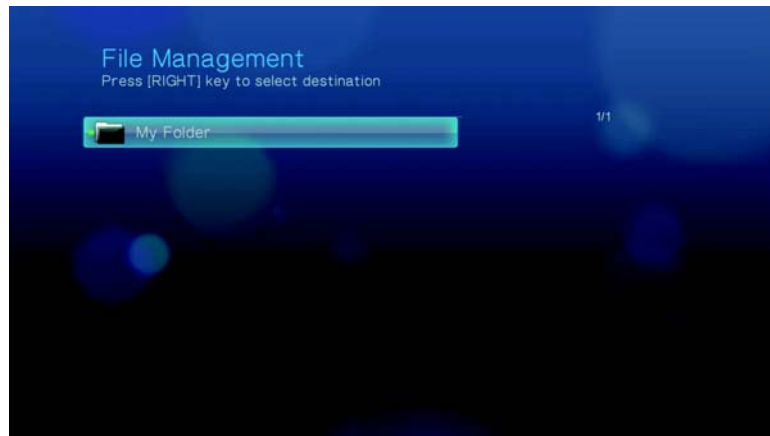 File Management
Press [RIGHT] key to select destination
1/1
My Folder